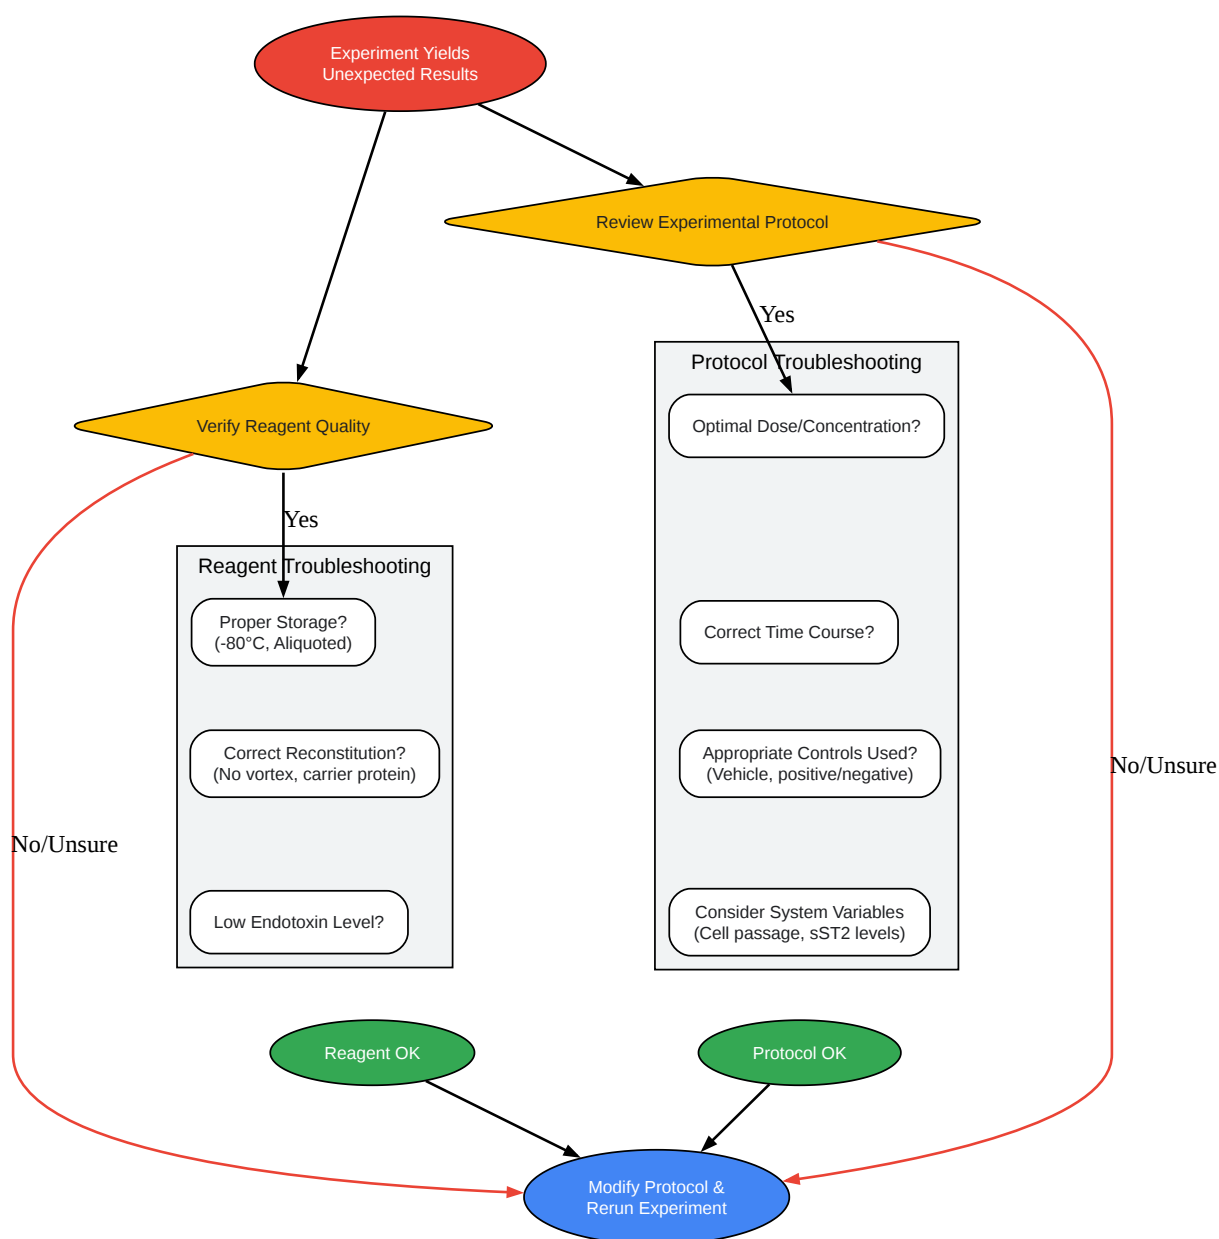 Experiment Yields
Unexpected Results
Review Experimental Protocol
Yes
Protocol Troubleshooting
Optimal Dose/Concentration?
Correct Time Course?
Appropriate Controls Used?
(Vehicle, positive/negative)
Consider System Variables
(Cell passage, sST2 levels)
No/Unsure
Verify Reagent Quality
Yes
Reagent Troubleshooting
Proper Storage?
(-80°C, Aliquoted)
Correct Reconstitution?
(No vortex, carrier protein)
Low Endotoxin Level?
No/Unsure
Reagent OK
Protocol OK
Modify Protocol &
Rerun Experiment